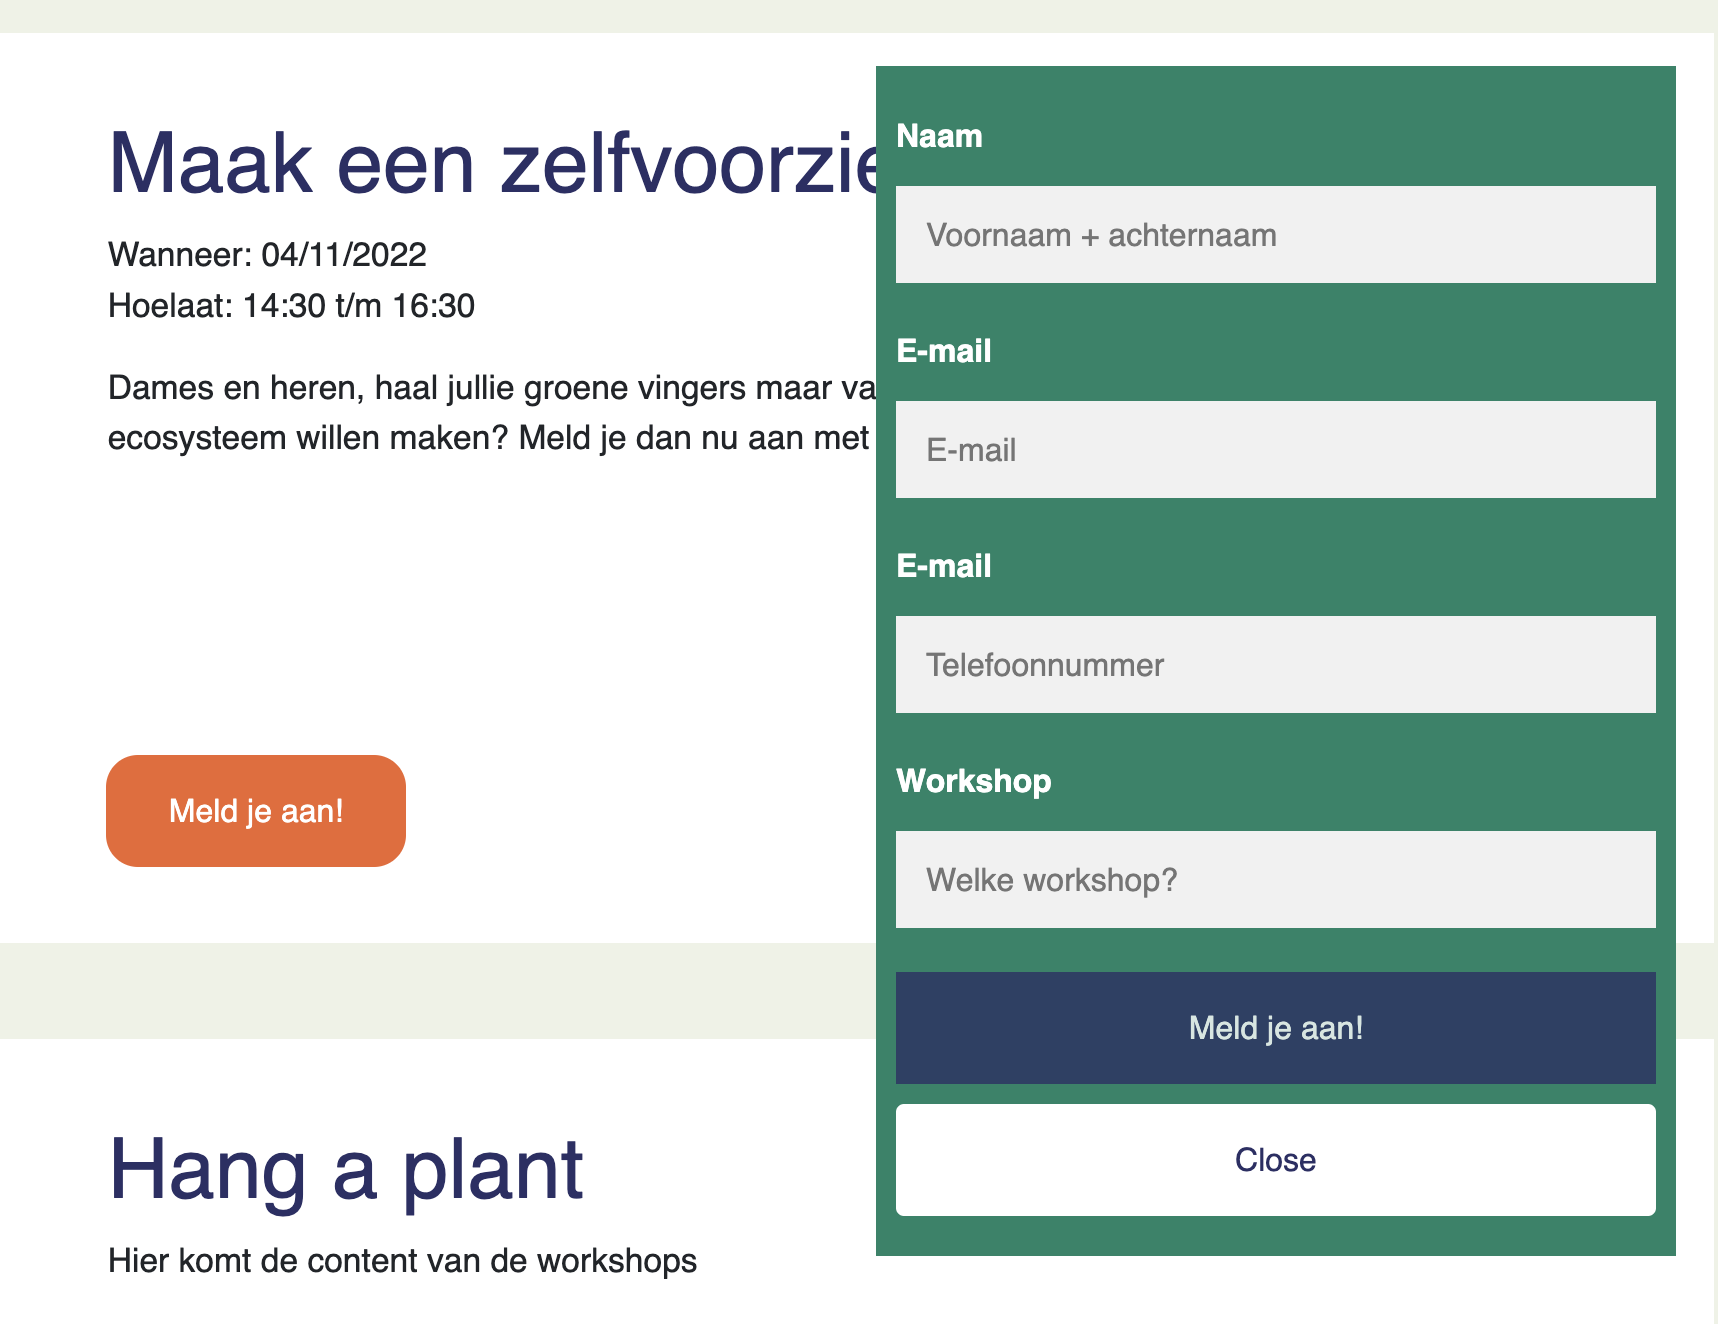 Maak een zelfvoorzie
Wanneer: 04/11/2022
Hoelaat: 14:30 t/m 16:30
Dames en heren, haal jullie groene vingers maar va
ecosysteem willen maken? Meld je dan nu aan met
Meld je aan!
Naam
Voornaam + achternaam
E-mail
E-mail
E-mail
Telefoonnummer
Workshop
Welke workshop?
Meld je aan!
Close
Hang a plant
Hier komt de content van de workshops